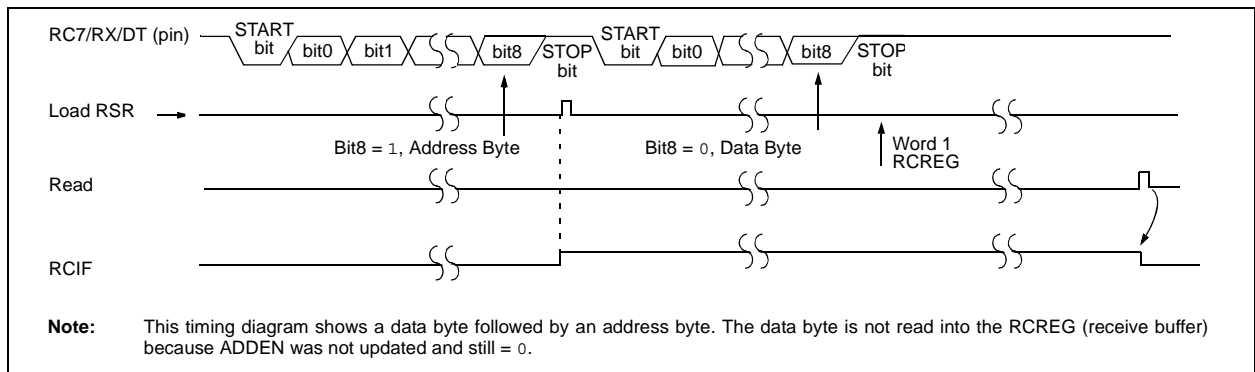 RC7/RX/DT (pin)
START
bit
bit0
bit1
bit8
STOP
bit
START
bit
bit0
bit8
STOP
bit
Load RSR
Bit8 = 1, Address Byte
Bit8 = 0, Data Byte
Word 1
RCREG
Read
RCIF
Note: This timing diagram shows a data byte followed by an address byte. The data byte is not read into the RCREG (receive buffer)
because ADDEN was not updated and still = 0.